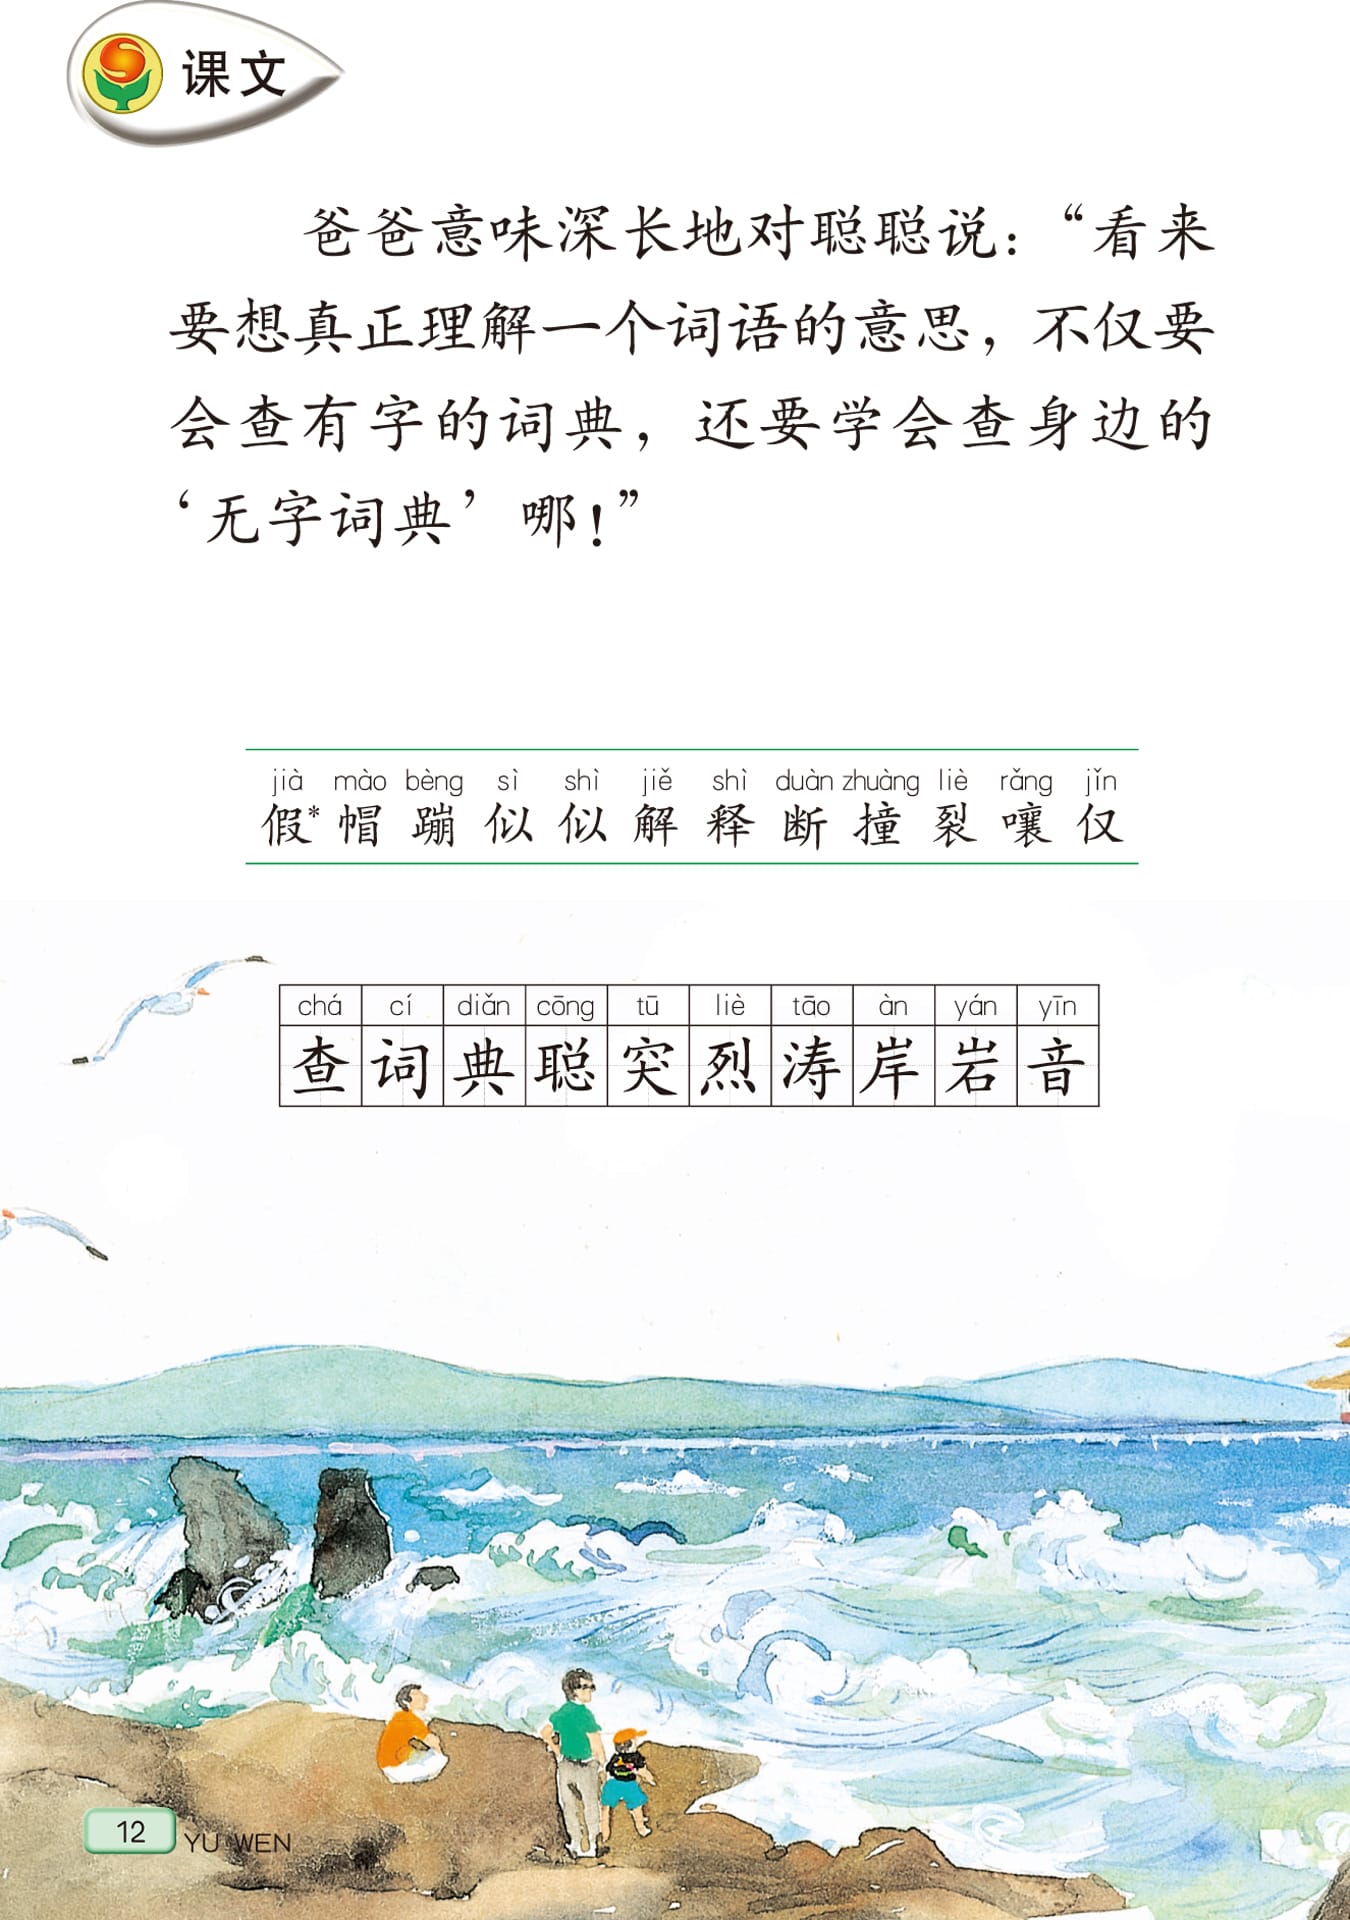 课文
爸爸意味深长地对聪聪说：“看来
要想真正理解一个词语的意思，不仅要
会查有字的词典，还要学会查身边的
‘无字词典’哪！”
jià mào bèng sì shì jiě shì duàn zhuàng liè rǎng jǐn
假* 帽 蹦 似 似 解 释 断 撞 裂 嚷 仅
chá cí diǎn cōng tū liè tāo àn yán yīn
查 词 典 聪 突 烈 涛 岸 岩 音
12 YU WEN